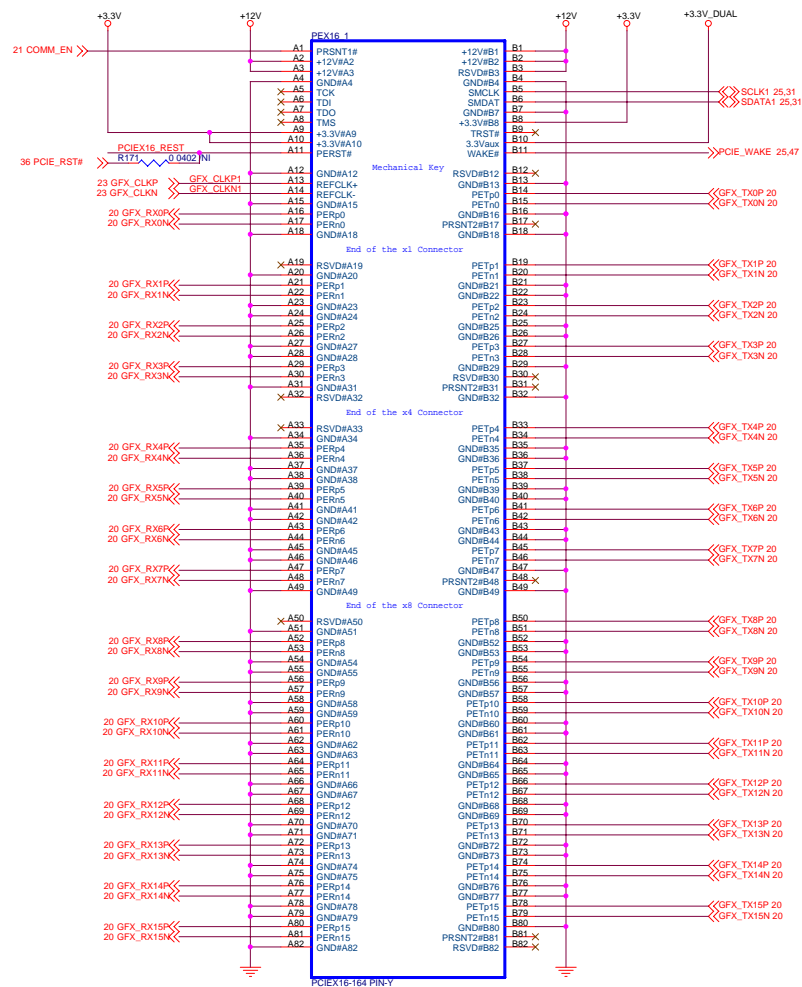 +3.3V +12V +12V +3.3V +3.3V_DUAL
PEX16_1
21 COMM_EN A1 PRSNT1# +12V#B1 B1
A2 +12V#A2 +12V#B2 B2
A3 +12V#A3 RSVD#B3 B3
A4 GND#A4 GND#B4 B4
A5 TCK SMCLK B5 SCLK1 25,31
A6 TDI SMDAT B6 SDATA1 25,31
A7 TDO GND#B7 B7
A8 TMS +3.3V#B8 B8
A9 +3.3V#A9 TRST# B9
A10 +3.3V#A10 3.3Vaux B10
PCIEX16_REST A11 PERST# WAKE# B11 PCIE_WAKE 25,47
36 PCIE_RST# R171 0 0402 /NI
Mechanical Key
A12 GND#A12 RSVD#B12 B12
23 GFX_CLKP GFX_CLKP1 A13 REFCLK+ GND#B13 B13
23 GFX_CLKN GFX_CLKN1 A14 REFCLK- PETp0 B14 GFX_TX0P 20
A15 GND#A15 PETn0 B15 GFX_TX0N 20
20 GFX_RX0P A16 PERp0 GND#B16 B16
20 GFX_RX0N A17 PERn0 PRSNT2#B17 B17
A18 GND#A18 GND#B18 B18
End of the x1 Connector
A19 RSVD#A19 PETp1 B19 GFX_TX1P 20
A20 GND#A20 PETn1 B20 GFX_TX1N 20
20 GFX_RX1P A21 PERp1 GND#B21 B21
20 GFX_RX1N A22 PERn1 GND#B22 B22
A23 GND#A23 PETp2 B23 GFX_TX2P 20
A24 GND#A24 PETn2 B24 GFX_TX2N 20
20 GFX_RX2P A25 PERp2 GND#B25 B25
20 GFX_RX2N A26 PERn2 GND#B26 B26
A27 GND#A27 PETp3 B27 GFX_TX3P 20
A28 GND#A28 PETn3 B28 GFX_TX3N 20
20 GFX_RX3P A29 PERp3 GND#B29 B29
20 GFX_RX3N A30 PERn3 RSVD#B30 B30
A31 GND#A31 PRSNT2#B31 B31
A32 RSVD#A32 GND#B32 B32
End of the x4 Connector
A33 RSVD#A33 PETp4 B33 GFX_TX4P 20
A34 GND#A34 PETn4 B34 GFX_TX4N 20
20 GFX_RX4P A35 PERp4 GND#B35 B35
20 GFX_RX4N A36 PERn4 GND#B36 B36
A37 GND#A37 PETp5 B37 GFX_TX5P 20
A38 GND#A38 PETn5 B38 GFX_TX5N 20
20 GFX_RX5P A39 PERp5 GND#B39 B39
20 GFX_RX5N A40 PERn5 GND#B40 B40
A41 GND#A41 PETp6 B41 GFX_TX6P 20
A42 GND#A42 PETn6 B42 GFX_TX6N 20
20 GFX_RX6P A43 PERp6 GND#B43 B43
20 GFX_RX6N A44 PERn6 GND#B44 B44
A45 GND#A45 PETp7 B45 GFX_TX7P 20
A46 GND#A46 PETn7 B46 GFX_TX7N 20
20 GFX_RX7P A47 PERp7 GND#B47 B47
20 GFX_RX7N A48 PERn7 PRSNT2#B48 B48
A49 GND#A49 GND#B49 B49
End of the x8 Connector
A50 RSVD#A50 PETp8 B50 GFX_TX8P 20
A51 GND#A51 PETn8 B51 GFX_TX8N 20
20 GFX_RX8P A52 PERp8 GND#B52 B52
20 GFX_RX8N A53 PERn8 GND#B53 B53
A54 GND#A54 PETp9 B54 GFX_TX9P 20
A55 GND#A55 PETn9 B55 GFX_TX9N 20
20 GFX_RX9P A56 PERp9 GND#B56 B56
20 GFX_RX9N A57 PERn9 GND#B57 B57
A58 GND#A58 PETp10 B58 GFX_TX10P 20
A59 GND#A59 PETn10 B59 GFX_TX10N 20
20 GFX_RX10P A60 PERp10 GND#B60 B60
20 GFX_RX10N A61 PERn10 GND#B61 B61
A62 GND#A62 PETp11 B62 GFX_TX11P 20
A63 GND#A63 PETn11 B63 GFX_TX11N 20
20 GFX_RX11P A64 PERp11 GND#B64 B64
20 GFX_RX11N A65 PERn11 GND#B65 B65
A66 GND#A66 PETp12 B66 GFX_TX12P 20
A67 GND#A67 PETn12 B67 GFX_TX12N 20
20 GFX_RX12P A68 PERp12 GND#B68 B68
20 GFX_RX12N A69 PERn12 GND#B69 B69
A70 GND#A70 PETp13 B70 GFX_TX13P 20
A71 GND#A71 PETn13 B71 GFX_TX13N 20
20 GFX_RX13P A72 PERp13 GND#B72 B72
20 GFX_RX13N A73 PERn13 GND#B73 B73
A74 GND#A74 PETp14 B74 GFX_TX14P 20
A75 GND#A75 PETn14 B75 GFX_TX14N 20
20 GFX_RX14P A76 PERp14 GND#B76 B76
20 GFX_RX14N A77 PERn14 GND#B77 B77
A78 GND#A78 PETp15 B78 GFX_TX15P 20
A79 GND#A79 PETn15 B79 GFX_TX15N 20
20 GFX_RX15P A80 PERp15 GND#B80 B80
20 GFX_RX15N A81 PERn15 PRSNT2#B81 B81
A82 GND#A82 RSVD#B82 B82
PCIEX16-164 PIN-Y